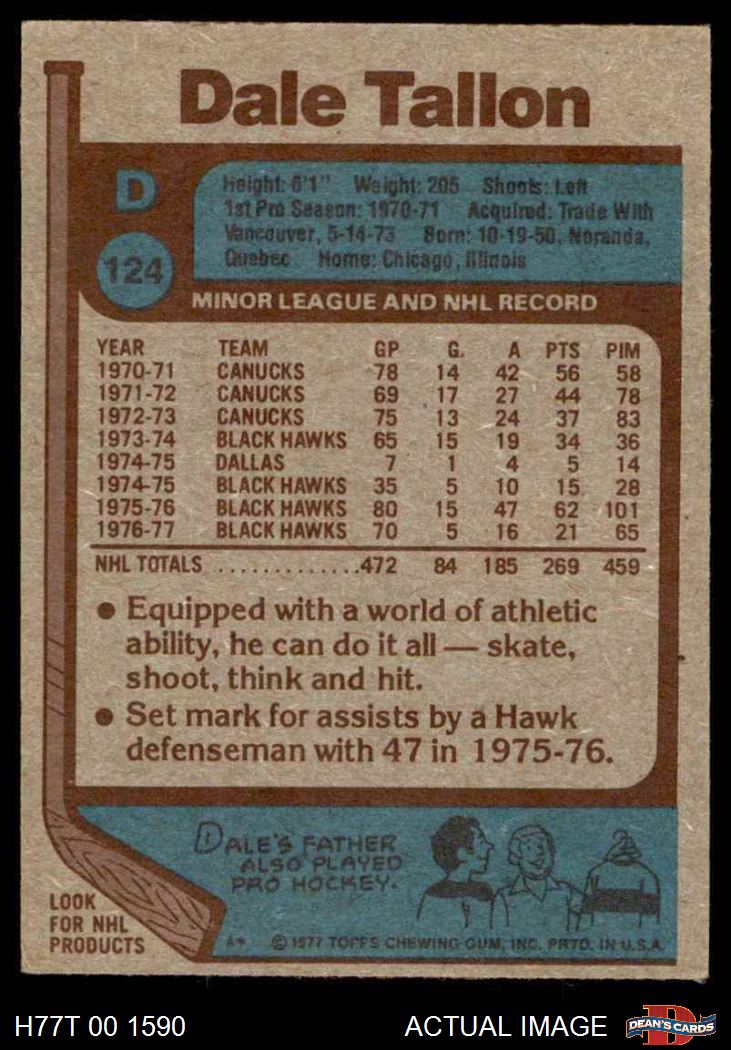 Dale Tallon
D
124
Height: 6'1" Weight: 205 Shoots: Left
1st Pro Season: 1970-71 Acquired: Trade With
Vancouver, 5-14-73 Born: 10-19-50, Noranda,
Quebec Home: Chicago, Illinois
MINOR LEAGUE AND NHL RECORD
YEAR TEAM GP G. A PTS PIM
1970-71 CANUCKS 78 14 42 56 58
1971-72 CANUCKS 69 17 27 44 78
1972-73 CANUCKS 75 13 24 37 83
1973-74 BLACK HAWKS 65 15 19 34 36
1974-75 DALLAS 7 1 4 5 14
1974-75 BLACK HAWKS 35 5 10 15 28
1975-76 BLACK HAWKS 80 15 47 62 101
1976-77 BLACK HAWKS 70 5 16 21 65
NHL TOTALS .............472 84 185 269 459
● Equipped with a world of athletic
ability, he can do it all — skate,
shoot, think and hit.
● Set mark for assists by a Hawk
defenseman with 47 in 1975-76.
DALE'S FATHER
ALSO PLAYED
PRO HOCKEY.
LOOK
FOR NHL
PRODUCTS
A* © 1977 TOPPS CHEWING GUM, INC. PRTD. IN U.S.A.
H77T 00 1590 ACTUAL IMAGE
D
DEAN'S CARDS